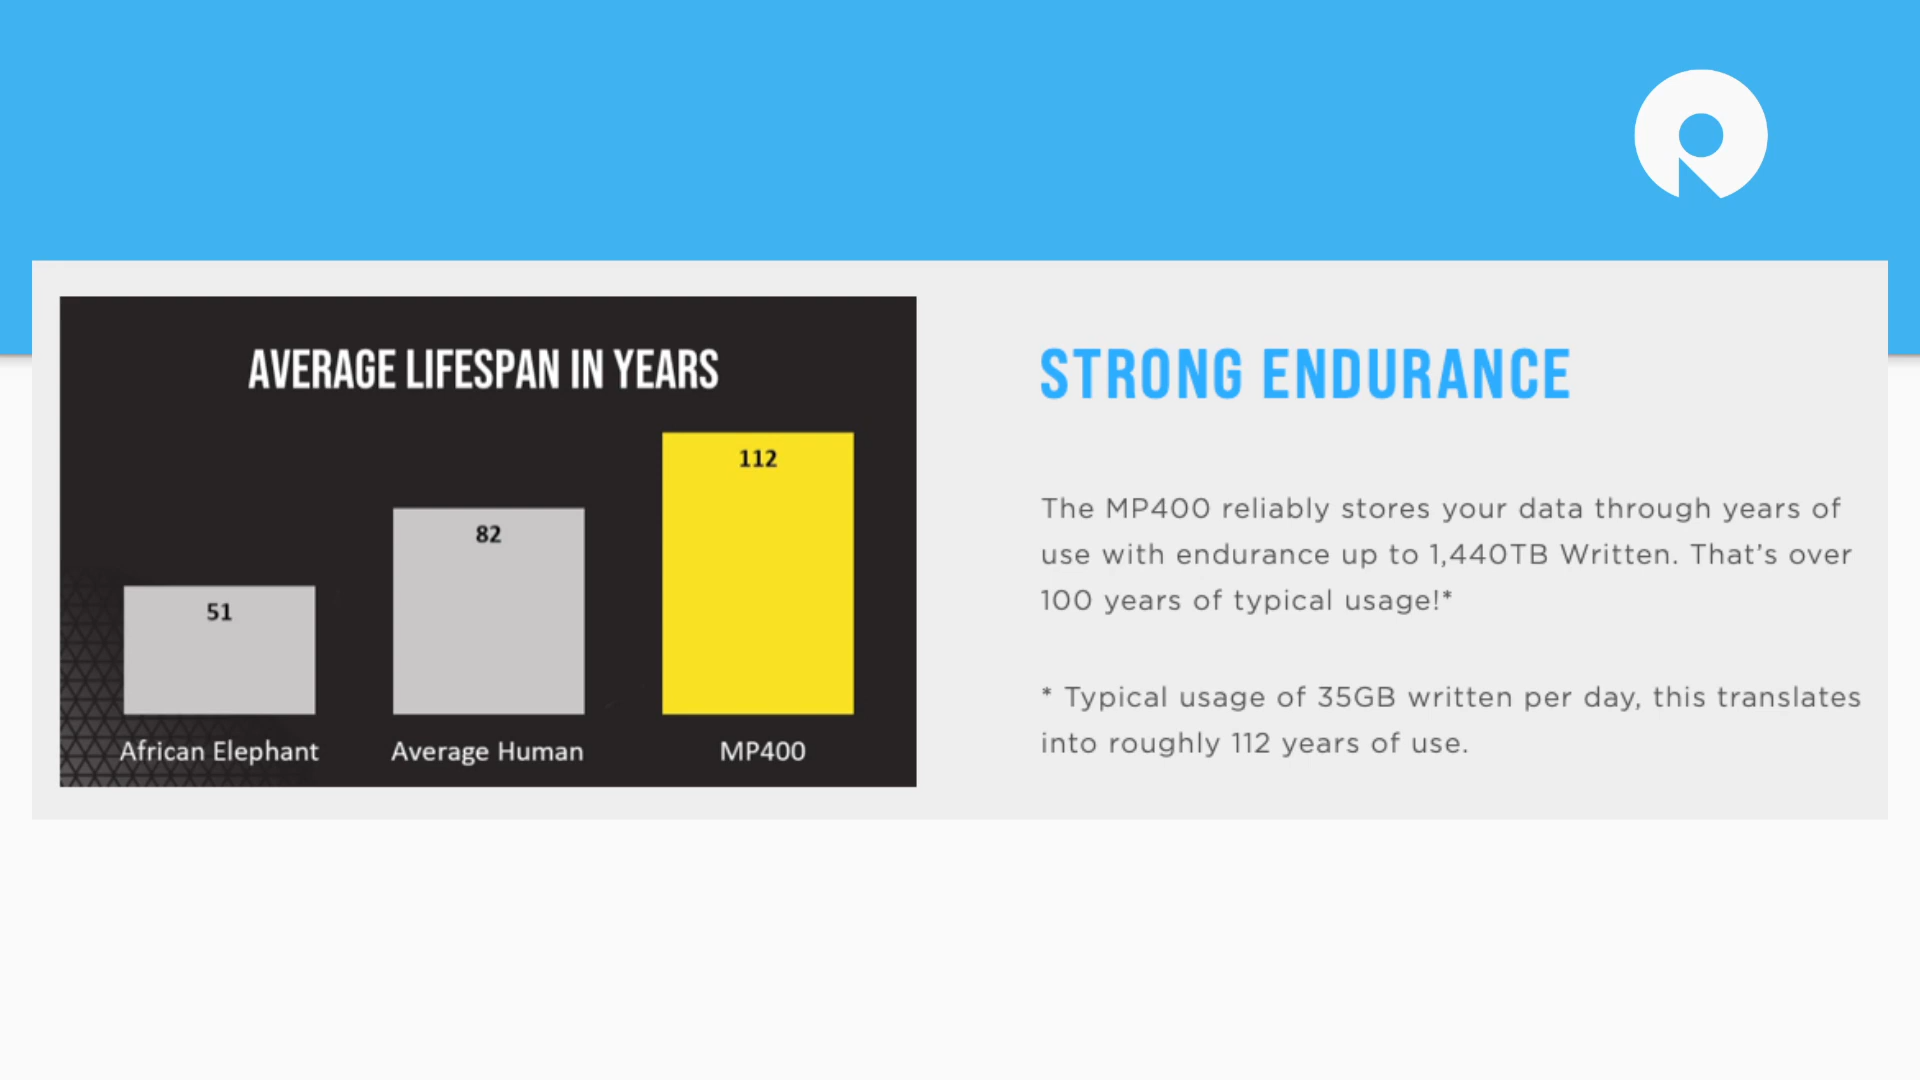 AVERAGE LIFESPAN IN YEARS
51
82
112
African Elephant
Average Human
MP400
STRONG ENDURANCE
The MP400 reliably stores your data through years of
use with endurance up to 1,440TB Written. That’s over
100 years of typical usage!*
* Typical usage of 35GB written per day, this translates
into roughly 112 years of use.